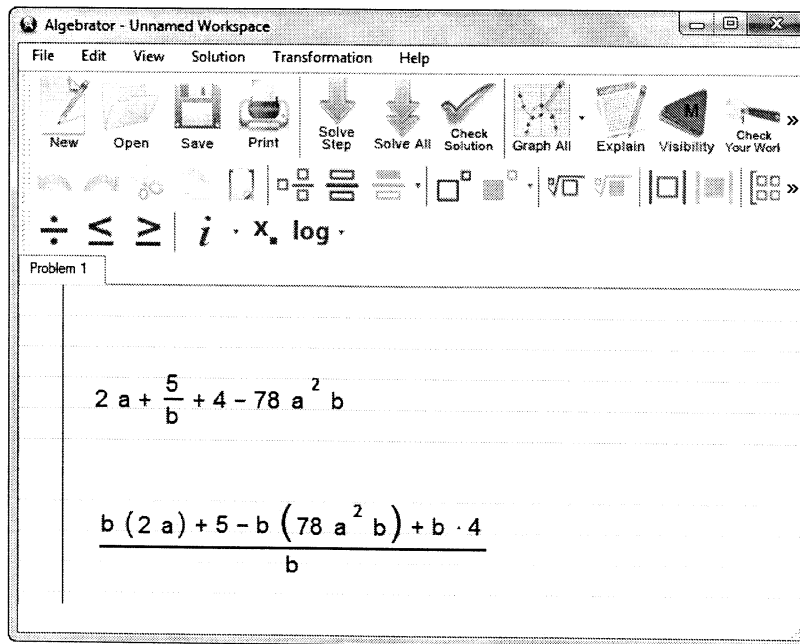 Algebrator - Unnamed Workspace
File Edit View Solution Transformation Help
New Open Save Print Solve Step Solve All Check Solution Graph All Explain M Visibility Check Your Worl »
»
÷ ≤ ≥ i x log
Problem 1
2 a + 5/b + 4 − 78 a² b
(b (2 a) + 5 − b (78 a² b) + b · 4)/b